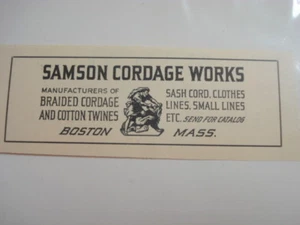 SAMSON CORDAGE WORKS
MANUFACTURERS OF
BRAIDED CORDAGE
AND COTTON TWINES
SASH CORD, CLOTHES
LINES, SMALL LINES
ETC. SEND FOR CATALOG
BOSTON MASS.